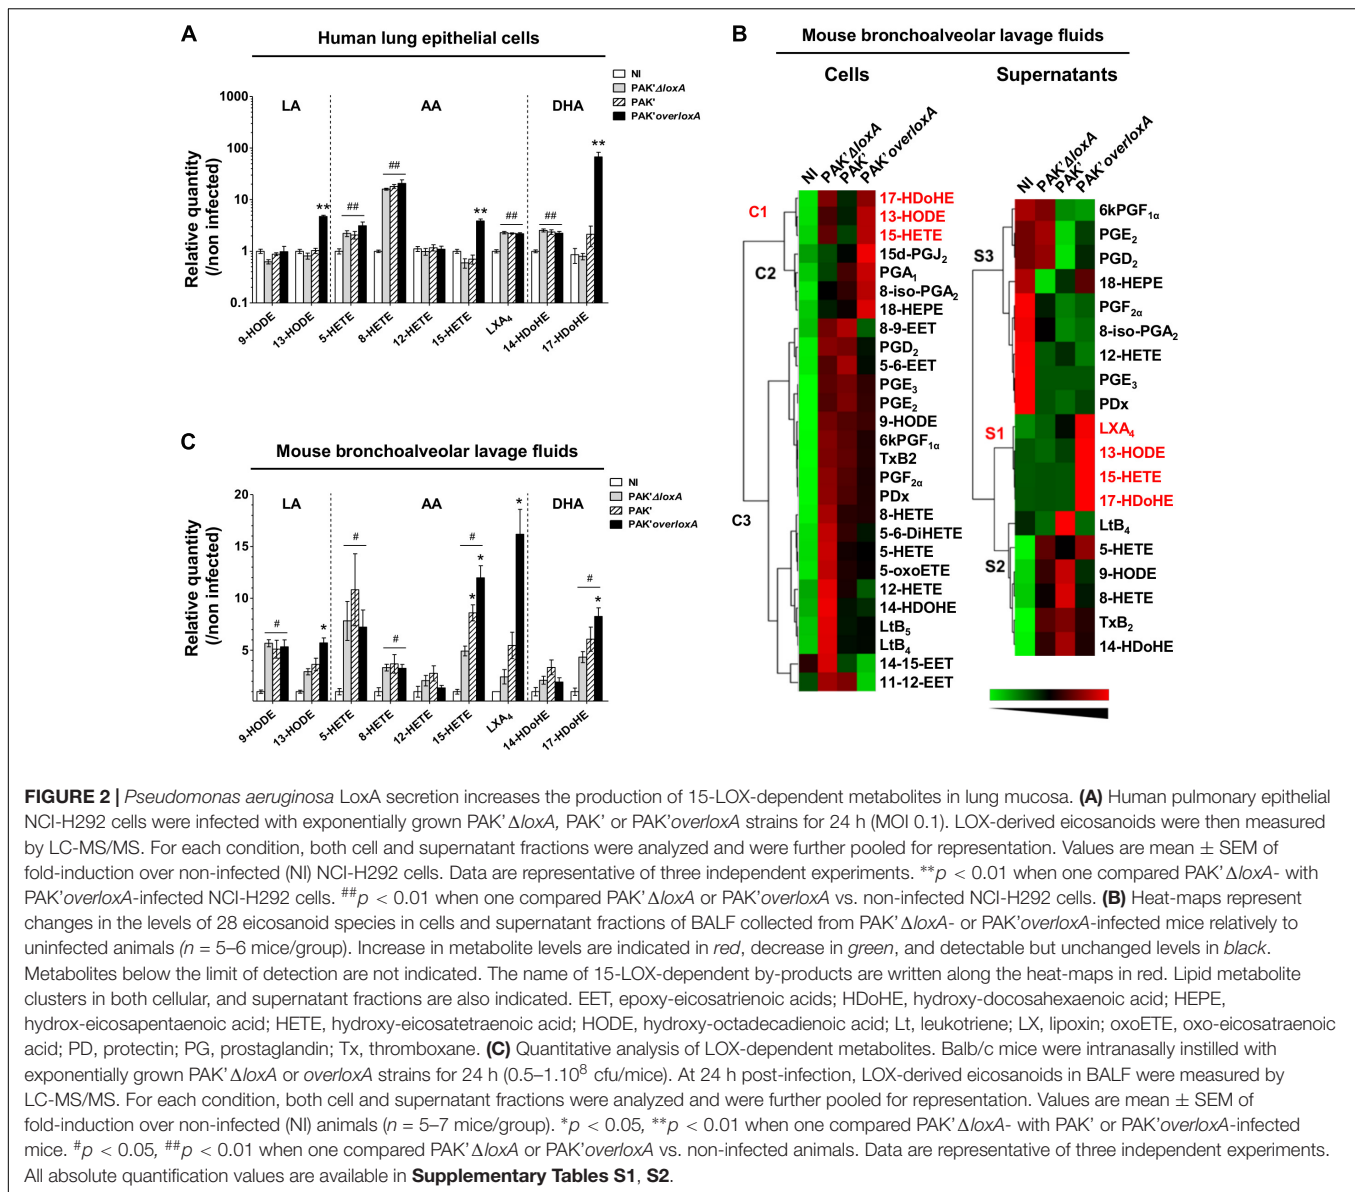 A
Human lung epithelial cells
NI
PAK'ΔloxA
PAK'
PAK'overloxA
LA
AA
DHA
Relative quantity
(/non infected)
1000
100
10
1
0.1
**
##
##
**
##
##
**
9-HODE
13-HODE
5-HETE
8-HETE
12-HETE
15-HETE
LXA4
14-HDoHE
17-HDoHE
B
Mouse bronchoalveolar lavage fluids
Cells
Supernatants
NI
PAK'ΔloxA
PAK'
PAK'overloxA
C1
C2
C3
17-HDoHE
13-HODE
15-HETE
15d-PGJ2
PGA1
8-iso-PGA2
18-HEPE
8-9-EET
PGD2
5-6-EET
PGE3
PGE2
9-HODE
6kPGF1α
TxB2
PGF2α
PDx
8-HETE
5-6-DiHETE
5-HETE
5-oxoETE
12-HETE
14-HDOHE
LtB5
LtB4
14-15-EET
11-12-EET
NI
PAK'ΔloxA
PAK'
PAK'overloxA
S3
S1
S2
6kPGF1α
PGE2
PGD2
18-HEPE
PGF2α
8-iso-PGA2
12-HETE
PGE3
PDx
LXA4
13-HODE
15-HETE
17-HDoHE
LtB4
5-HETE
9-HODE
8-HETE
TxB2
14-HDoHE
C
Mouse bronchoalveolar lavage fluids
NI
PAK'ΔloxA
PAK'
PAK'overloxA
LA
AA
DHA
Relative quantity
(/non infected)
20
15
10
5
#
*
#
#
#
*
*
*
#
*
9-HODE
13-HODE
5-HETE
8-HETE
12-HETE
15-HETE
LXA4
14-HDoHE
17-HDoHE
FIGURE 2 | Pseudomonas aeruginosa LoxA secretion increases the production of 15-LOX-dependent metabolites in lung mucosa. (A) Human pulmonary epithelial
NCI-H292 cells were infected with exponentially grown PAK'ΔloxA, PAK' or PAK'overloxA strains for 24 h (MOI 0.1). LOX-derived eicosanoids were then measured
by LC-MS/MS. For each condition, both cell and supernatant fractions were analyzed and were further pooled for representation. Values are mean ± SEM of
fold-induction over non-infected (NI) NCI-H292 cells. Data are representative of three independent experiments. **p < 0.01 when one compared PAK'ΔloxA- with
PAK'overloxA-infected NCI-H292 cells. ##p < 0.01 when one compared PAK'ΔloxA or PAK'overloxA vs. non-infected NCI-H292 cells. (B) Heat-maps represent
changes in the levels of 28 eicosanoid species in cells and supernatant fractions of BALF collected from PAK'ΔloxA- or PAK'overloxA-infected mice relatively to
uninfected animals (n = 5–6 mice/group). Increase in metabolite levels are indicated in red, decrease in green, and detectable but unchanged levels in black.
Metabolites below the limit of detection are not indicated. The name of 15-LOX-dependent by-products are written along the heat-maps in red. Lipid metabolite
clusters in both cellular, and supernatant fractions are also indicated. EET, epoxy-eicosatrienoic acids; HDoHE, hydroxy-docosahexaenoic acid; HEPE,
hydrox-eicosapentaenoic acid; HETE, hydroxy-eicosatetraenoic acid; HODE, hydroxy-octadecadienoic acid; Lt, leukotriene; LX, lipoxin; oxoETE, oxo-eicosatraenoic
acid; PD, protectin; PG, prostaglandin; Tx, thromboxane. (C) Quantitative analysis of LOX-dependent metabolites. Balb/c mice were intranasally instilled with
exponentially grown PAK'ΔloxA or overloxA strains for 24 h (0.5–1.10⁸ cfu/mice). At 24 h post-infection, LOX-derived eicosanoids in BALF were measured by
LC-MS/MS. For each condition, both cell and supernatant fractions were analyzed and were further pooled for representation. Values are mean ± SEM of
fold-induction over non-infected (NI) animals (n = 5–7 mice/group). *p < 0.05, **p < 0.01 when one compared PAK'ΔloxA- with PAK' or PAK'overloxA-infected
mice. #p < 0.05, ##p < 0.01 when one compared PAK'ΔloxA or PAK'overloxA vs. non-infected animals. Data are representative of three independent experiments.
All absolute quantification values are available in Supplementary Tables S1, S2.